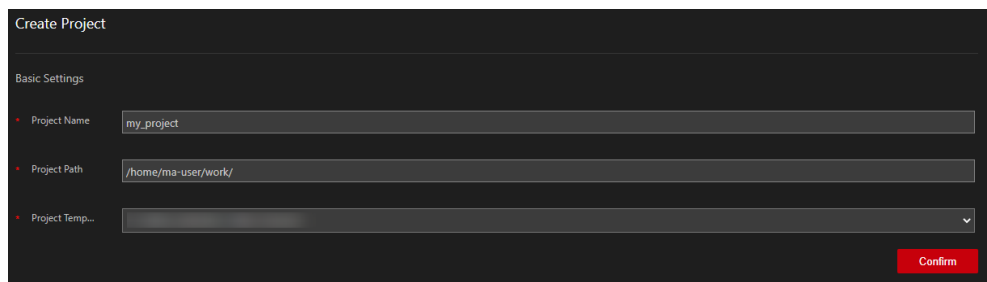 Create Project
Basic Settings
* Project Name my_project
* Project Path /home/ma-user/work/
* Project Temp...
Confirm